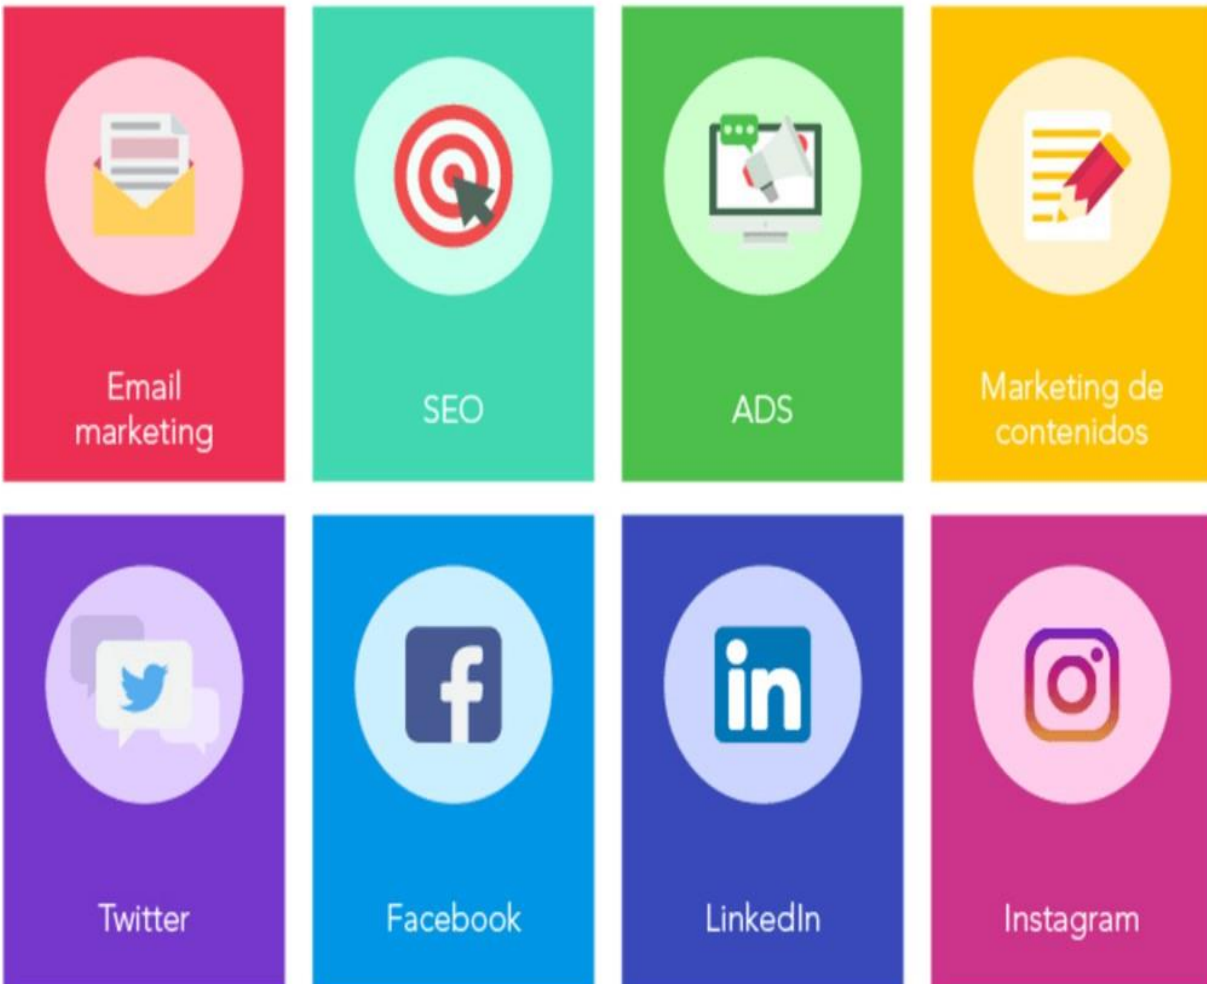 Email
marketing
SEO
ADS
Marketing de
contenidos
Twitter
Facebook
LinkedIn
Instagram